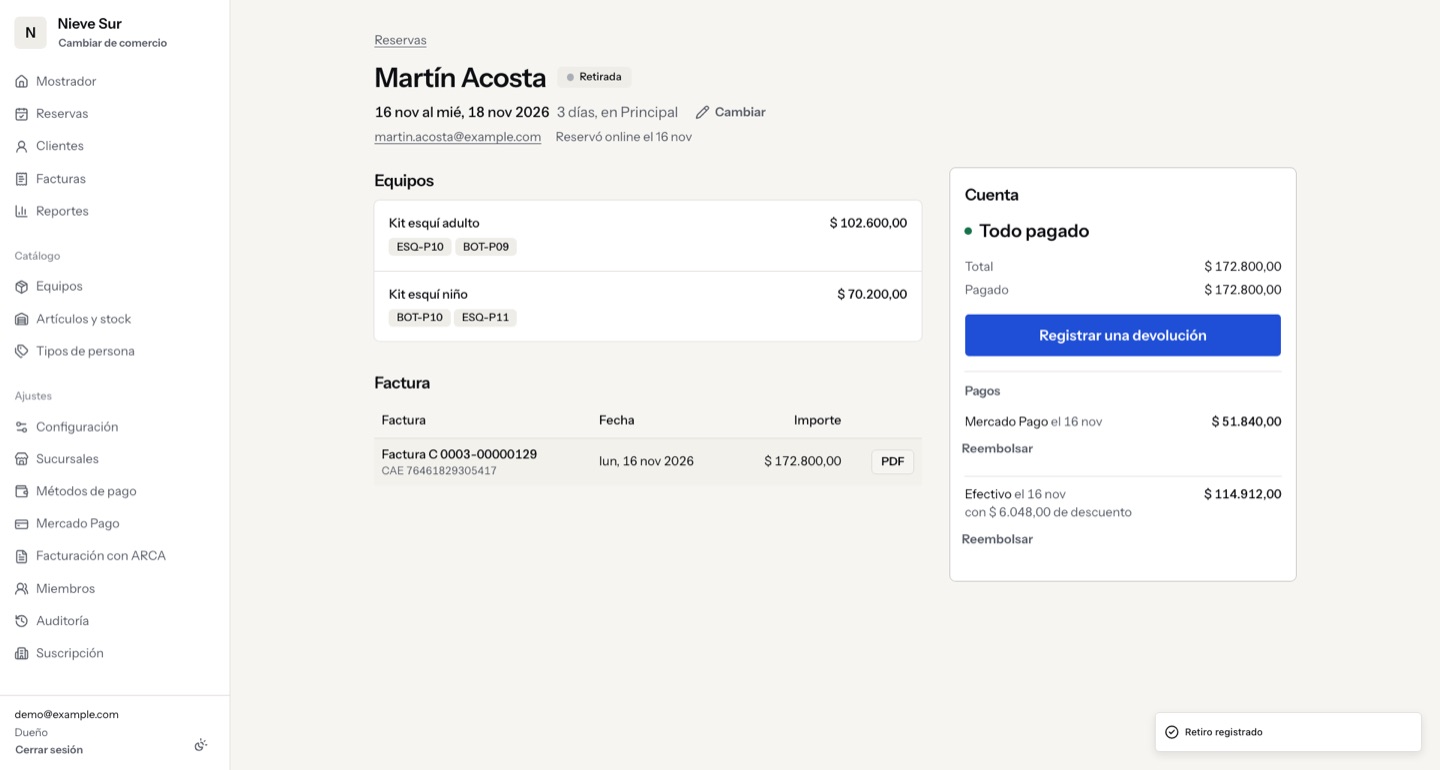 N
Nieve Sur
Cambiar de comercio
Mostrador
Reservas
Clientes
Facturas
Reportes
Catálogo
Equipos
Artículos y stock
Tipos de persona
Ajustes
Configuración
Sucursales
Métodos de pago
Mercado Pago
Facturación con ARCA
Miembros
Auditoría
Suscripción
demo@example.com
Dueño
Cerrar sesión
Reservas
Martín Acosta Retirada
16 nov al mié, 18 nov 2026 3 días, en Principal Cambiar
martin.acosta@example.com Reservó online el 16 nov
Equipos
Kit esquí adulto $ 102.600,00
ESQ-P10 BOT-P09
Kit esquí niño $ 70.200,00
BOT-P10 ESQ-P11
Factura
Factura Fecha Importe
Factura C 0003-00000129 lun, 16 nov 2026 $ 172.800,00 PDF
CAE 76461829305417
Cuenta
Todo pagado
Total $ 172.800,00
Pagado $ 172.800,00
Registrar una devolución
Pagos
Mercado Pago el 16 nov $ 51.840,00
Reembolsar
Efectivo el 16 nov $ 114.912,00
con $ 6.048,00 de descuento
Reembolsar
Retiro registrado